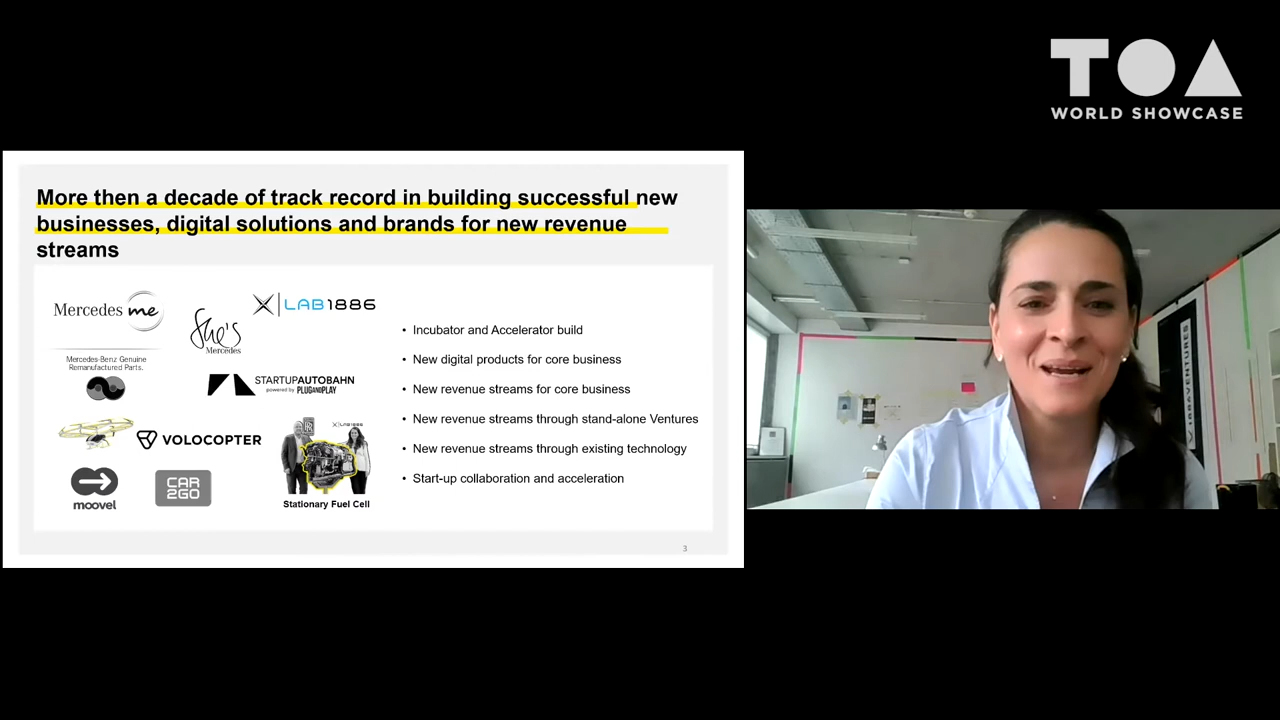 TOA
WORLD SHOWCASE
More then a decade of track record in building successful new
businesses, digital solutions and brands for new revenue
streams
Mercedes me
LAB1886
She's
Mercedes
Mercedes-Benz Genuine
Remanufactured Parts.
STARTUPAUTOBAHN
powered by PLUGANDPLAY
VOLOCOPTER
LAB1886
moovel
CAR
2GO
Stationary Fuel Cell
• Incubator and Accelerator build
• New digital products for core business
• New revenue streams for core business
• New revenue streams through stand-alone Ventures
• New revenue streams through existing technology
• Start-up collaboration and acceleration
3